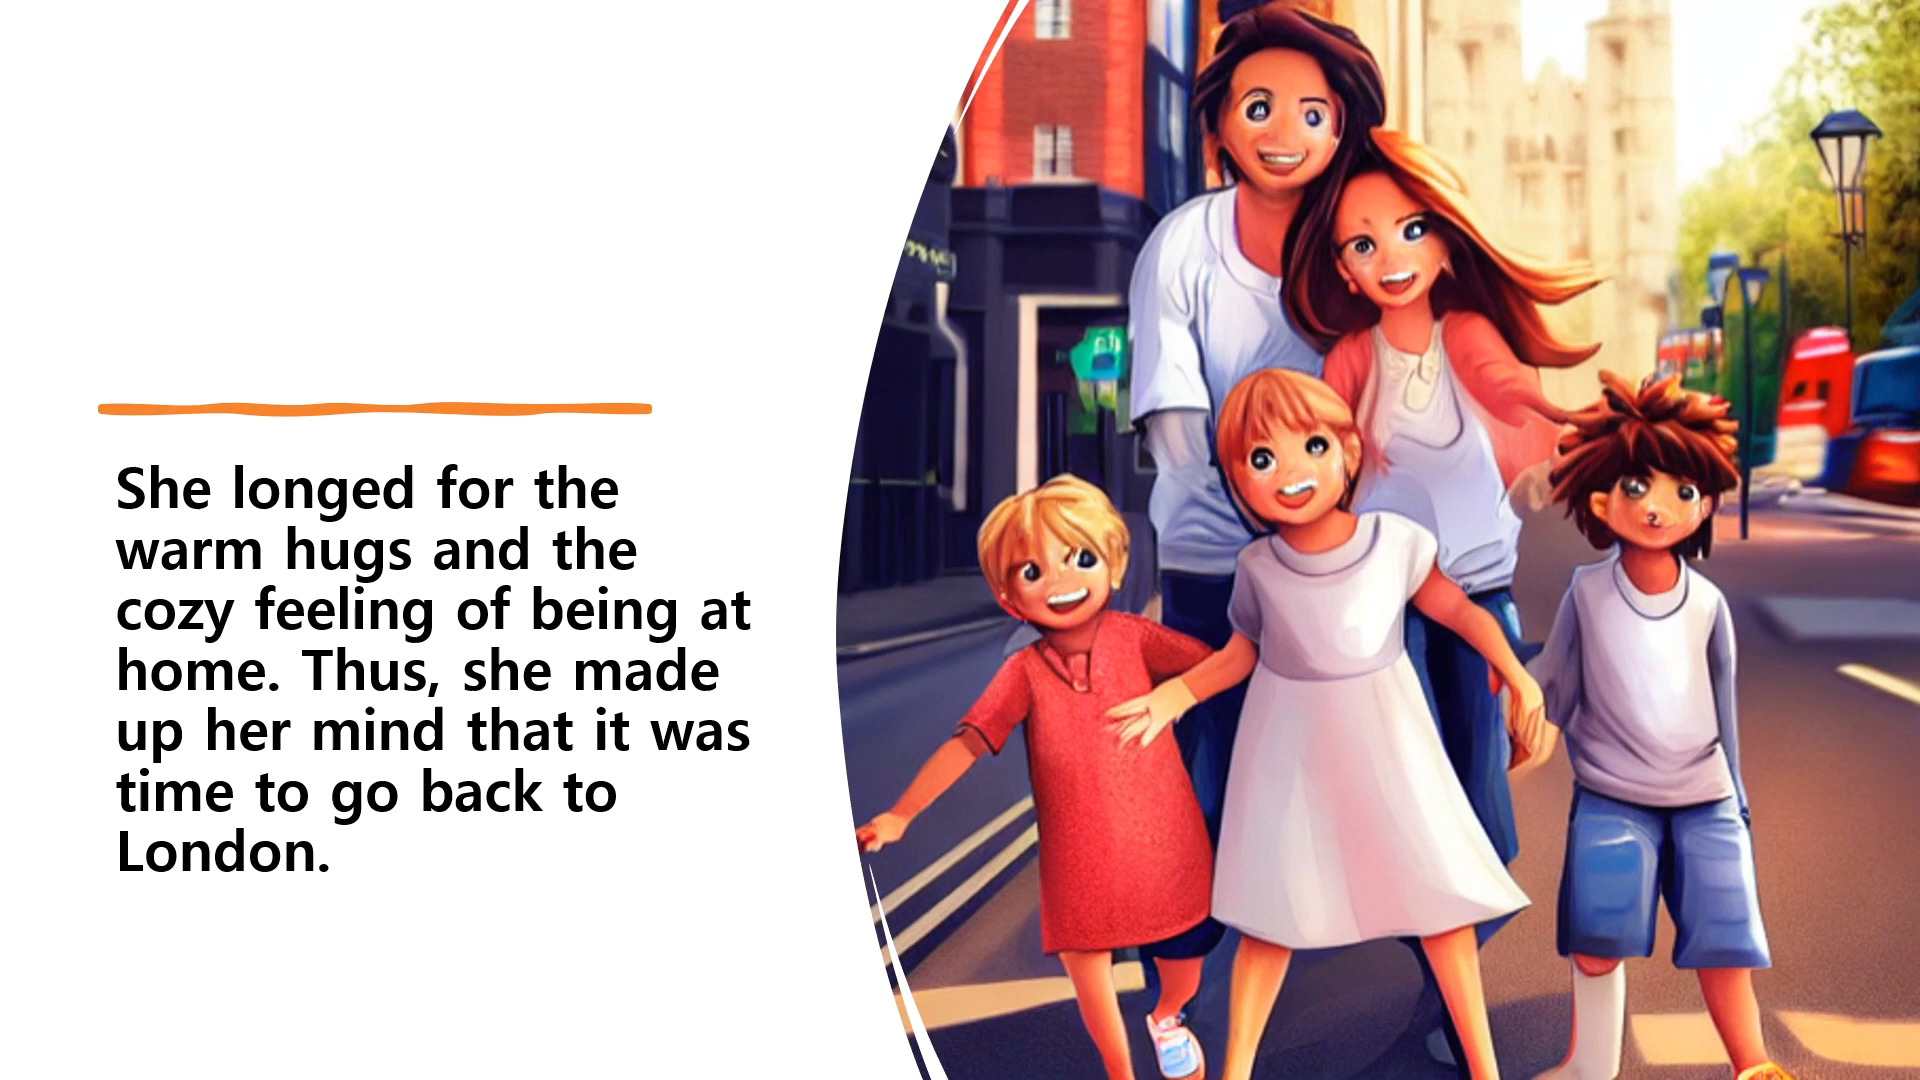 She longed for the
warm hugs and the
cozy feeling of being at
home. Thus, she made
up her mind that it was
time to go back to
London.